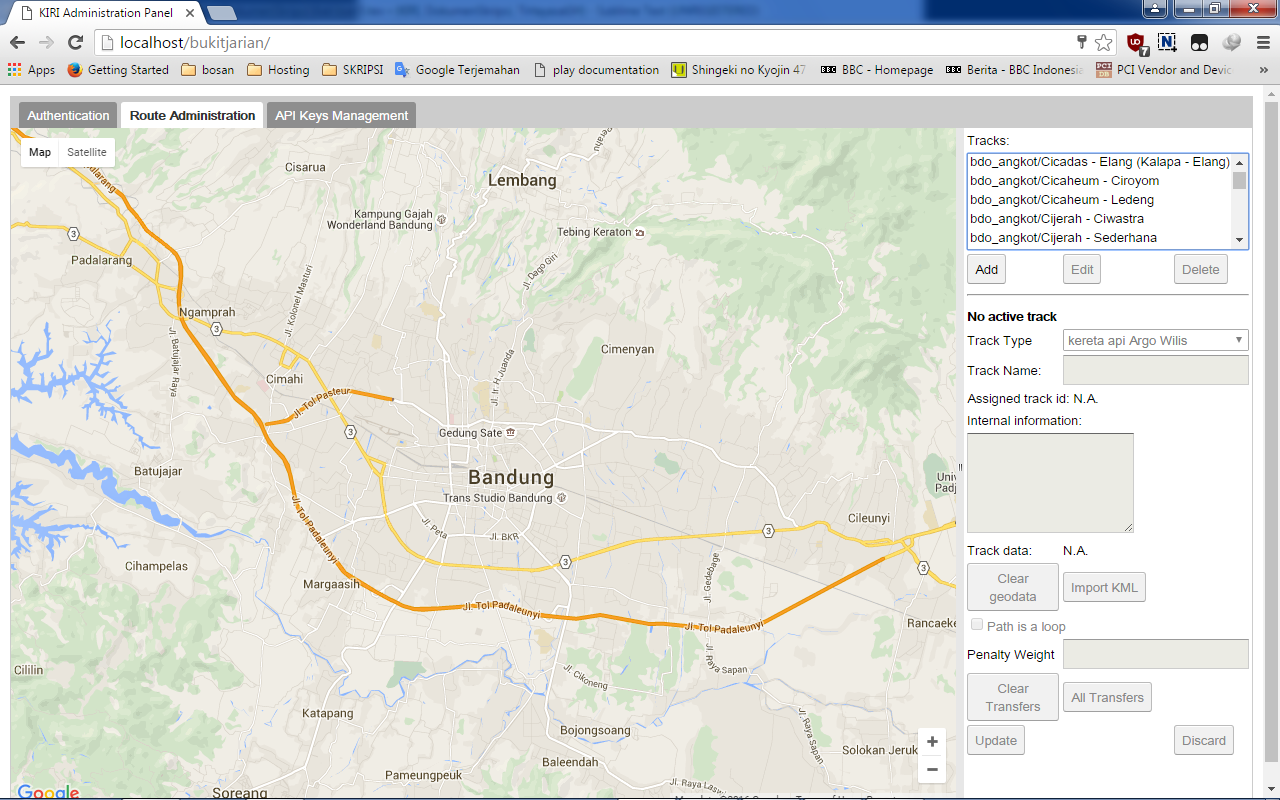 KIRI Administration Panel
localhost/bukitjarian/
7
Apps Getting Started bosan Hosting SKRIPSI Google Terjemahan play documentation Shingeki no Kyojin 47 BBC - Homepage Berita - BBC Indonesia PCI Vendor and Devic
Authentication Route Administration API Keys Management
Map Satellite
Cisarua
Lembang
Kampung Gajah
Wonderland Bandung
Tebing Keraton
Padalarang
3
Jl. Dago Giri
Jl. Kolonel Masturi
Ngamprah
3
Jl. Batujajar Raya
Cimenyan
Jl. Ir. H. Juanda
Cimahi
Jl. Tol Pasteur
3
Gedung Sate
Batujajar
Bandung
Trans Studio Bandung
Jl. Peta
Jl. BKR
Jl. Tol Padaleunyi
3
3
Cileunyi
3
Cihampelas
Margaasih
Jl. Gedebage
Jl. Tol Padaleunyi
Jl. Tol Padaleunyi
Rancaeke
Jl. Raya Sapan
Cililin
Jl. Cikoneng
Katapang
Bojongsoang
Jl. Raya Sapan
Solokan Jeruk
Baleendah
Pameungpeuk
Soreang
Google
Tracks:
bdo_angkot/Cicadas - Elang (Kalapa - Elang)
bdo_angkot/Cicaheum - Ciroyom
bdo_angkot/Cicaheum - Ledeng
bdo_angkot/Cijerah - Ciwastra
bdo_angkot/Cijerah - Sederhana
Add Edit Delete
No active track
Track Type kereta api Argo Wilis
Track Name:
Assigned track id: N.A.
Internal information:
Track data: N.A.
Clear
geodata
Import KML
Path is a loop
Penalty Weight
Clear
Transfers
All Transfers
Update Discard